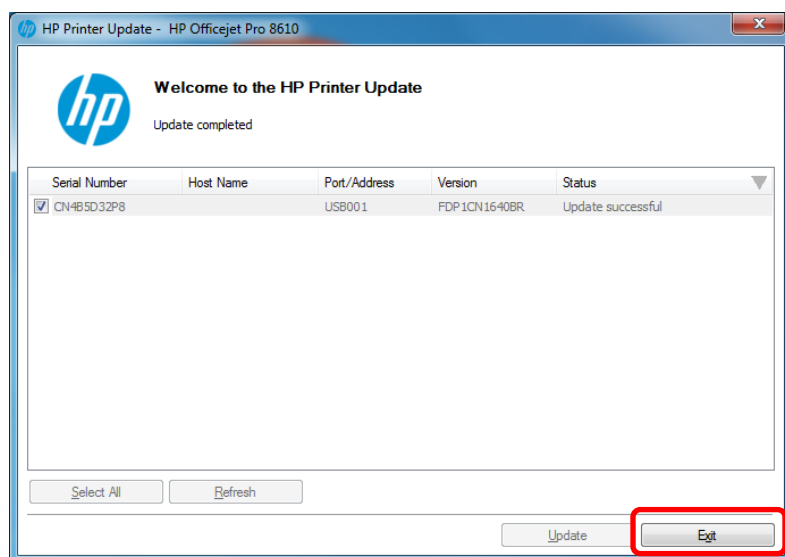 HP Printer Update - HP Officejet Pro 8610
hp
Welcome to the HP Printer Update
Update completed
Serial Number Host Name Port/Address Version Status
CN4B5D32P8 USB001 FDP1CN1640BR Update successful
Select All Refresh
Update Exit